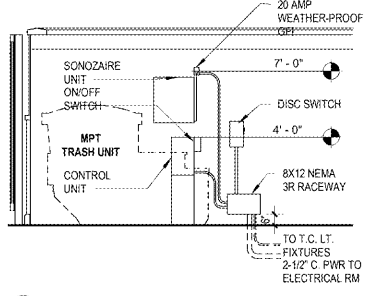 20 AMP
WEATHER-PROOF
GFI
SONOZAIRE
UNIT
ON/OFF
SWITCH
7' - 0"
DISC SWITCH
4' - 0"
MPT
TRASH UNIT
CONTROL
UNIT
8X12 NEMA
3R RACEWAY
6"
TO T.C. LT.
FIXTURES
2-1/2" C. PWR TO
ELECTRICAL RM